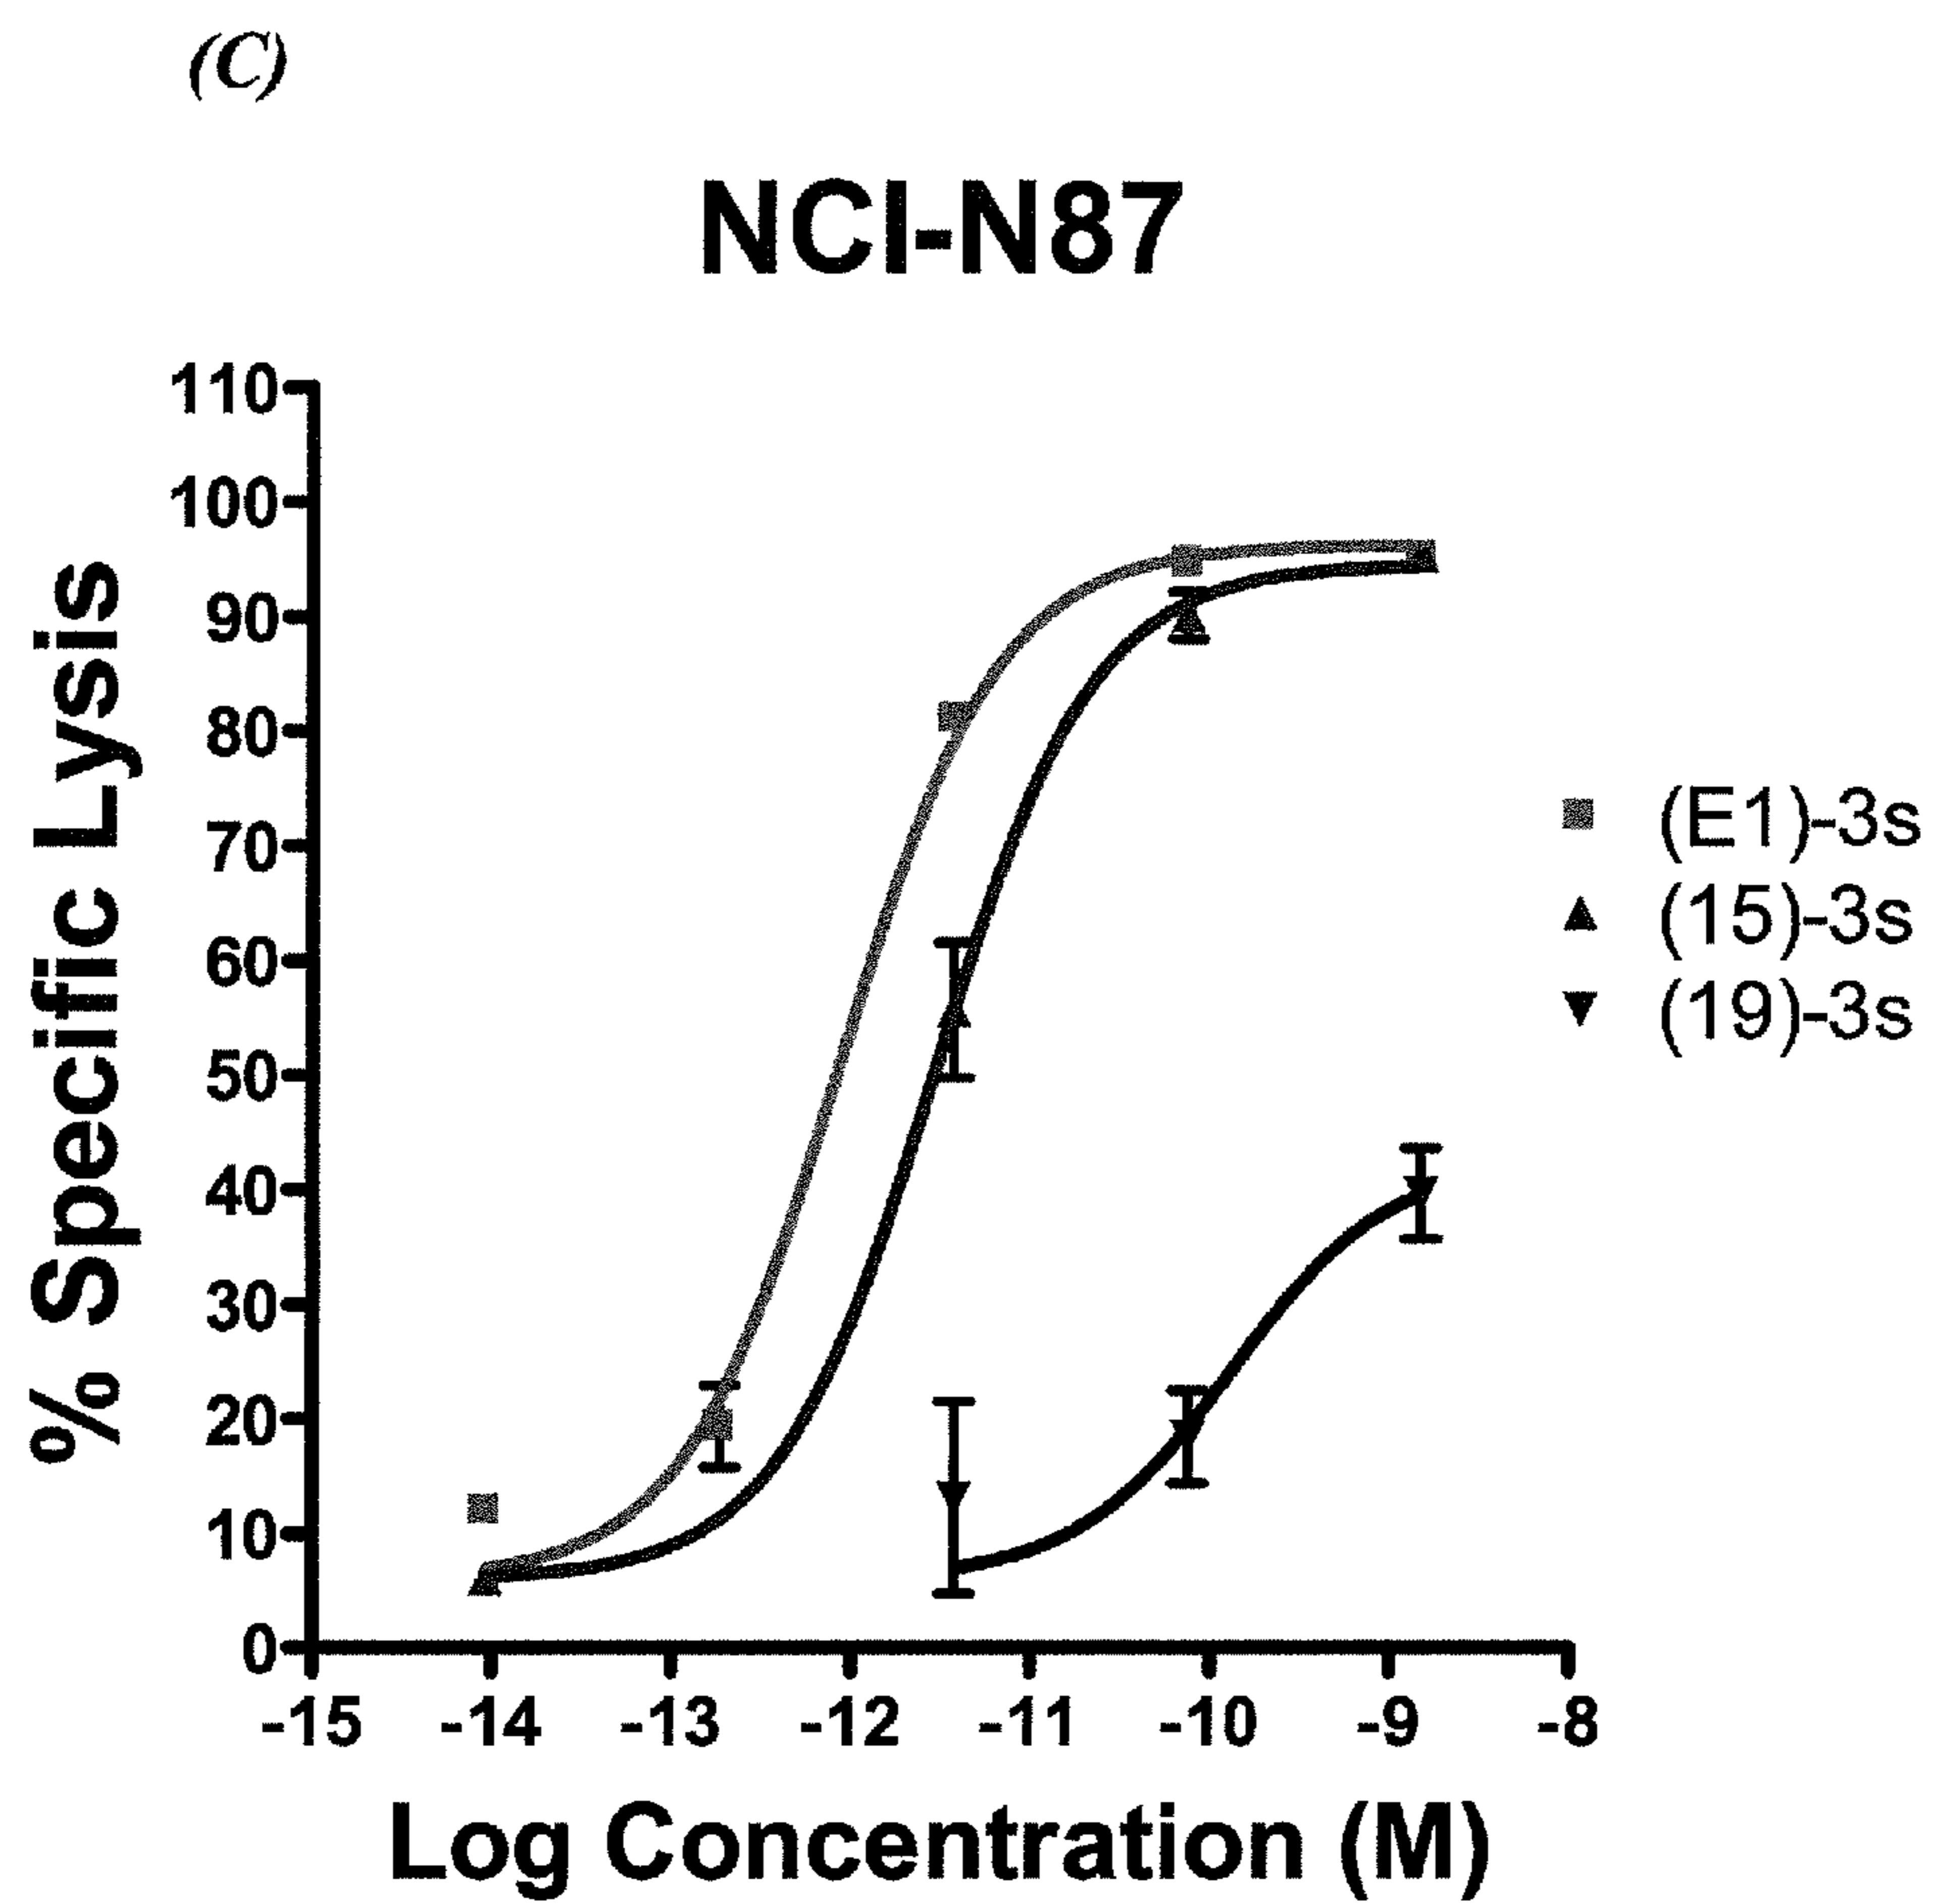 (C)
NCI-N87
% Specific Lysis
110
100
90
80
70
60
50
40
30
20
10
0
-15 -14 -13 -12 -11 -10 -9 -8
Log Concentration (M)
(E1)-3s
(15)-3s
(19)-3s